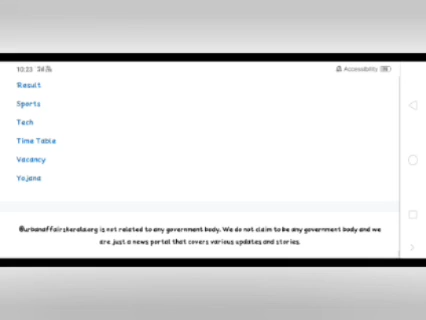 10:23
Accessibility
Result
Sports
Tech
Time Table
Vacancy
Yojana
@urbanaffairskerala.org is not related to any government body. We do not claim to be any government body and we
are just a news portal that covers various updates and stories.